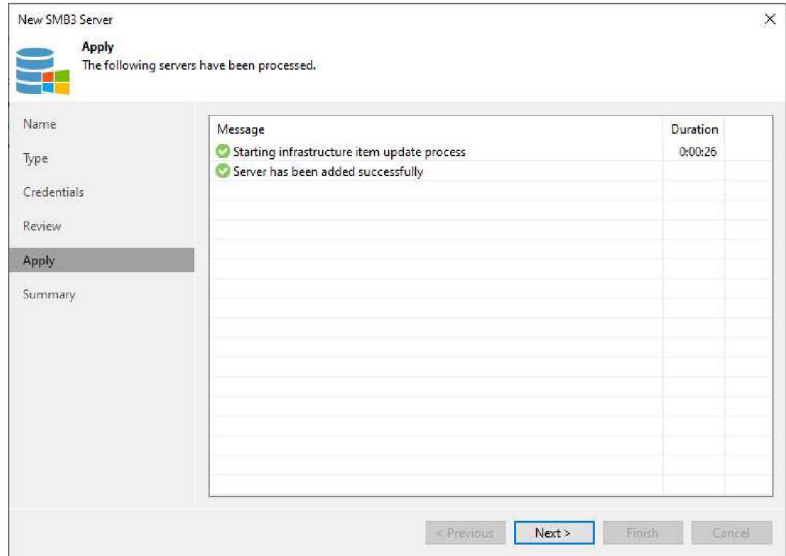 New SMB3 Server
Apply
The following servers have been processed.
Name
Type
Credentials
Review
Apply
Summary
Message Duration
Starting infrastructure item update process 0:00:26
Server has been added successfully
< Previous Next > Finish Cancel